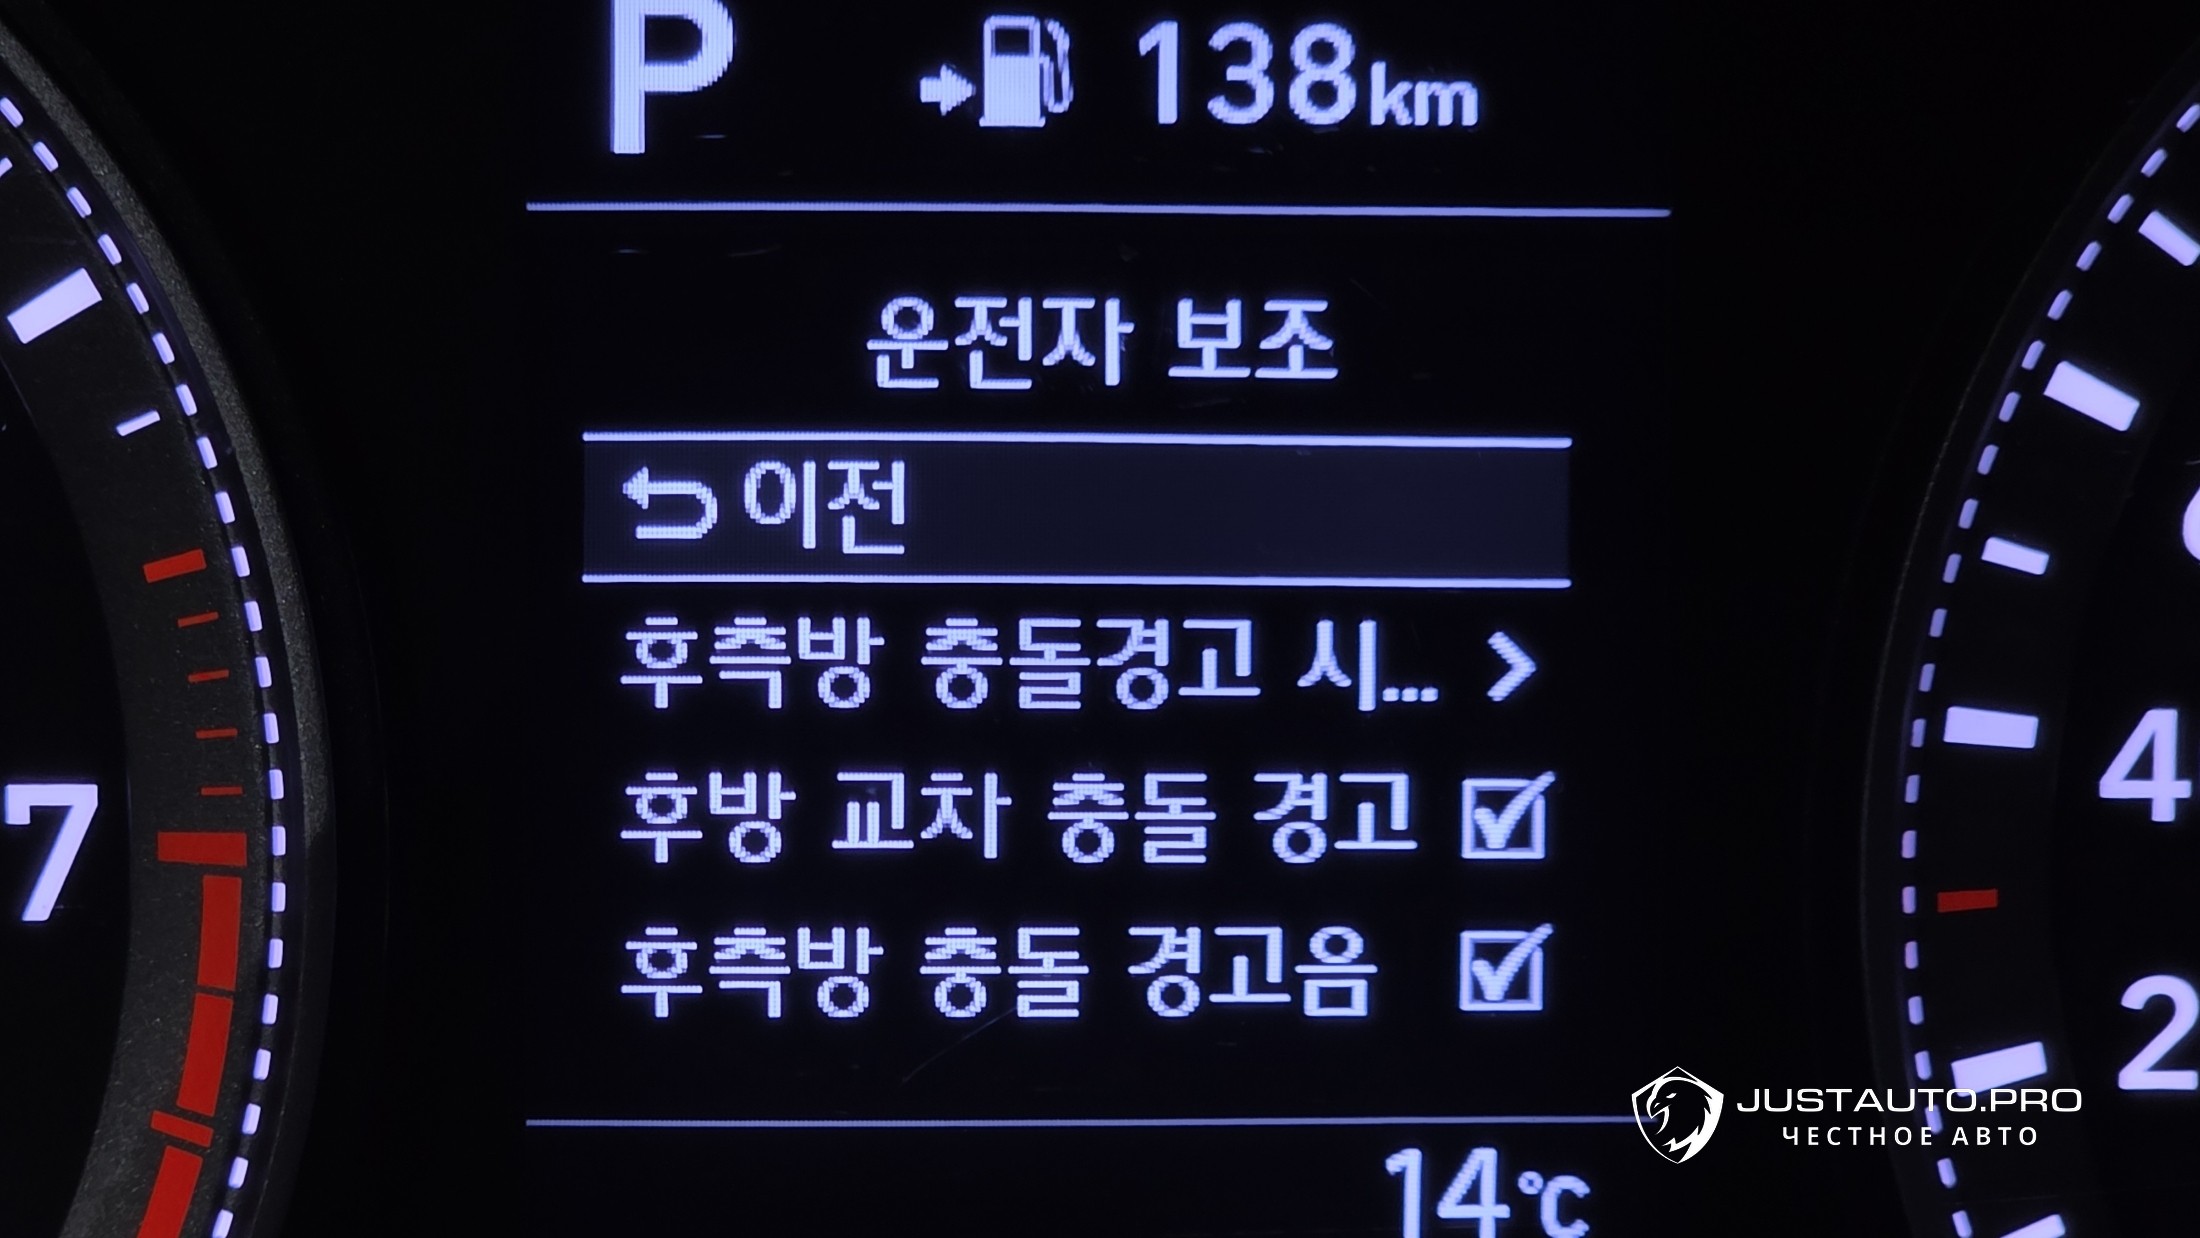 P 138km
운전자 보조
이전
후측방 충돌경고 시...
후방 교차 충돌 경고
7
4
후측방 충돌 경고음
2
JUSTAUTO.PRO
ЧЕСТНОЕ АВТО
14°C